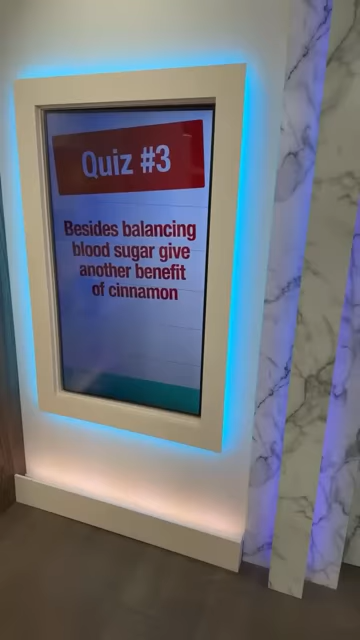 Quiz #3
Besides balancing
blood sugar give
another benefit
of cinnamon